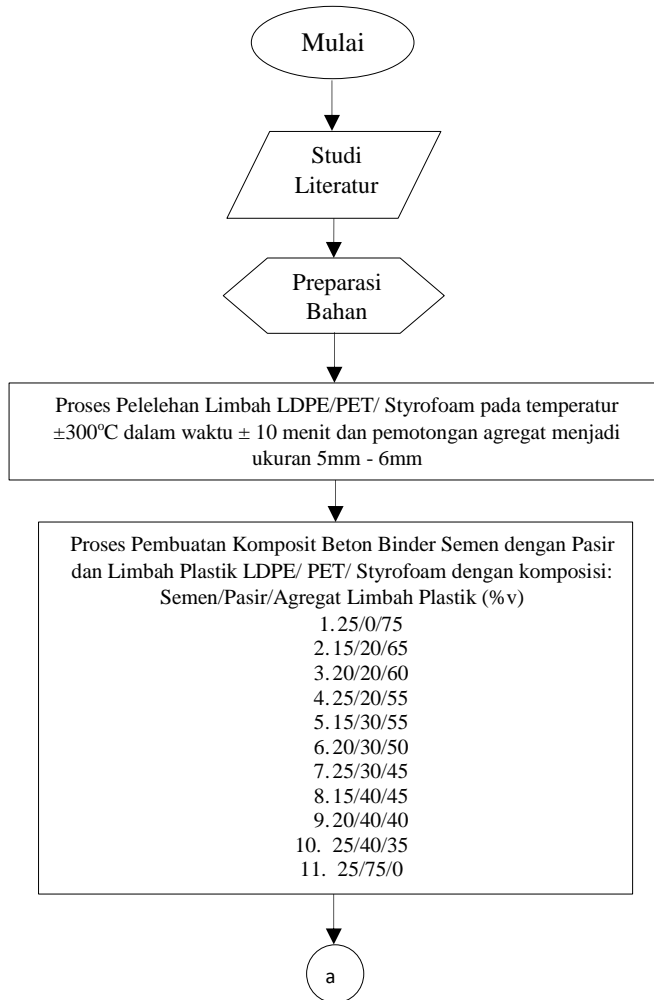 Mulai
Studi
Literatur
Preparasi
Bahan
Proses Pelelehan Limbah LDPE/PET/ Styrofoam pada temperatur
±300°C dalam waktu ± 10 menit dan pemotongan agregat menjadi
ukuran 5mm - 6mm
Proses Pembuatan Komposit Beton Binder Semen dengan Pasir
dan Limbah Plastik LDPE/ PET/ Styrofoam dengan komposisi:
Semen/Pasir/Agregat Limbah Plastik (%v)
1. 25/0/75
2. 15/20/65
3. 20/20/60
4. 25/20/55
5. 15/30/55
6. 20/30/50
7. 25/30/45
8. 15/40/45
9. 20/40/40
10. 25/40/35
11. 25/75/0
a